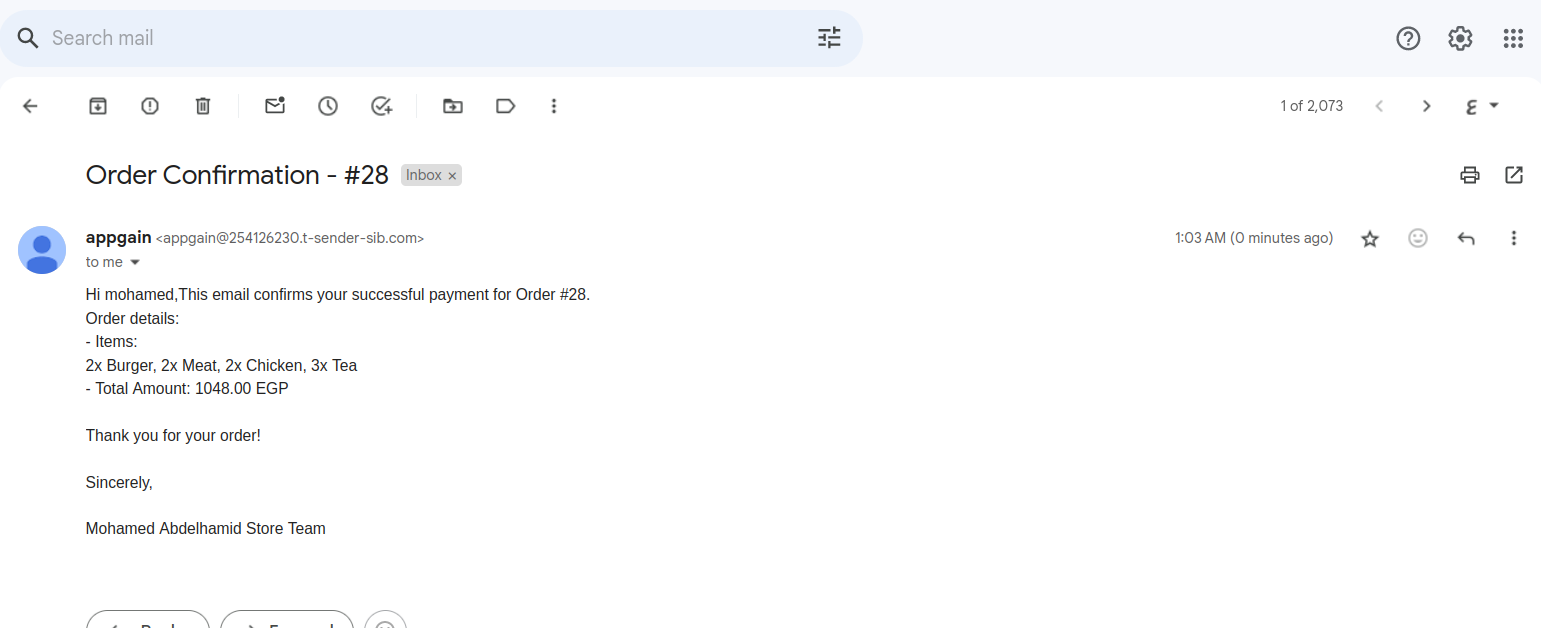 Search mail
1 of 2,073
ع
Order Confirmation - #28 Inbox ×
appgain <appgain@254126230.t-sender-sib.com> 1:03 AM (0 minutes ago)
to me
Hi mohamed,This email confirms your successful payment for Order #28.
Order details:
- Items:
2x Burger, 2x Meat, 2x Chicken, 3x Tea
- Total Amount: 1048.00 EGP
Thank you for your order!
Sincerely,
Mohamed Abdelhamid Store Team